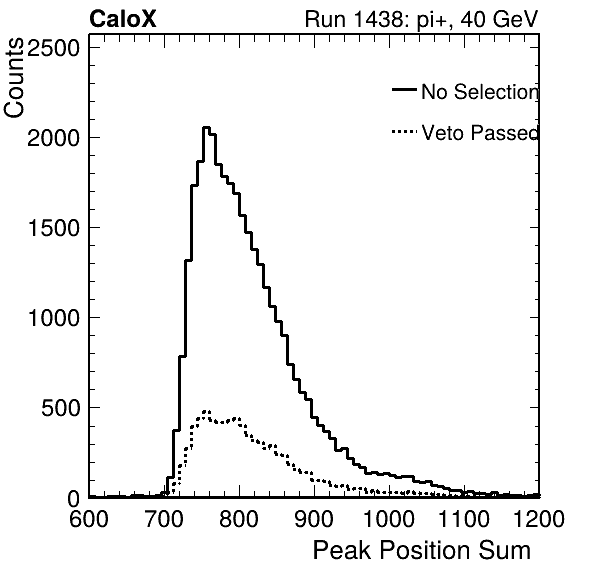 CaloX Run 1438: pi+, 40 GeV
Counts
2500
2000
1500
1000
500
0
No Selection
Veto Passed
600 700 800 900 1000 1100 1200
Peak Position Sum